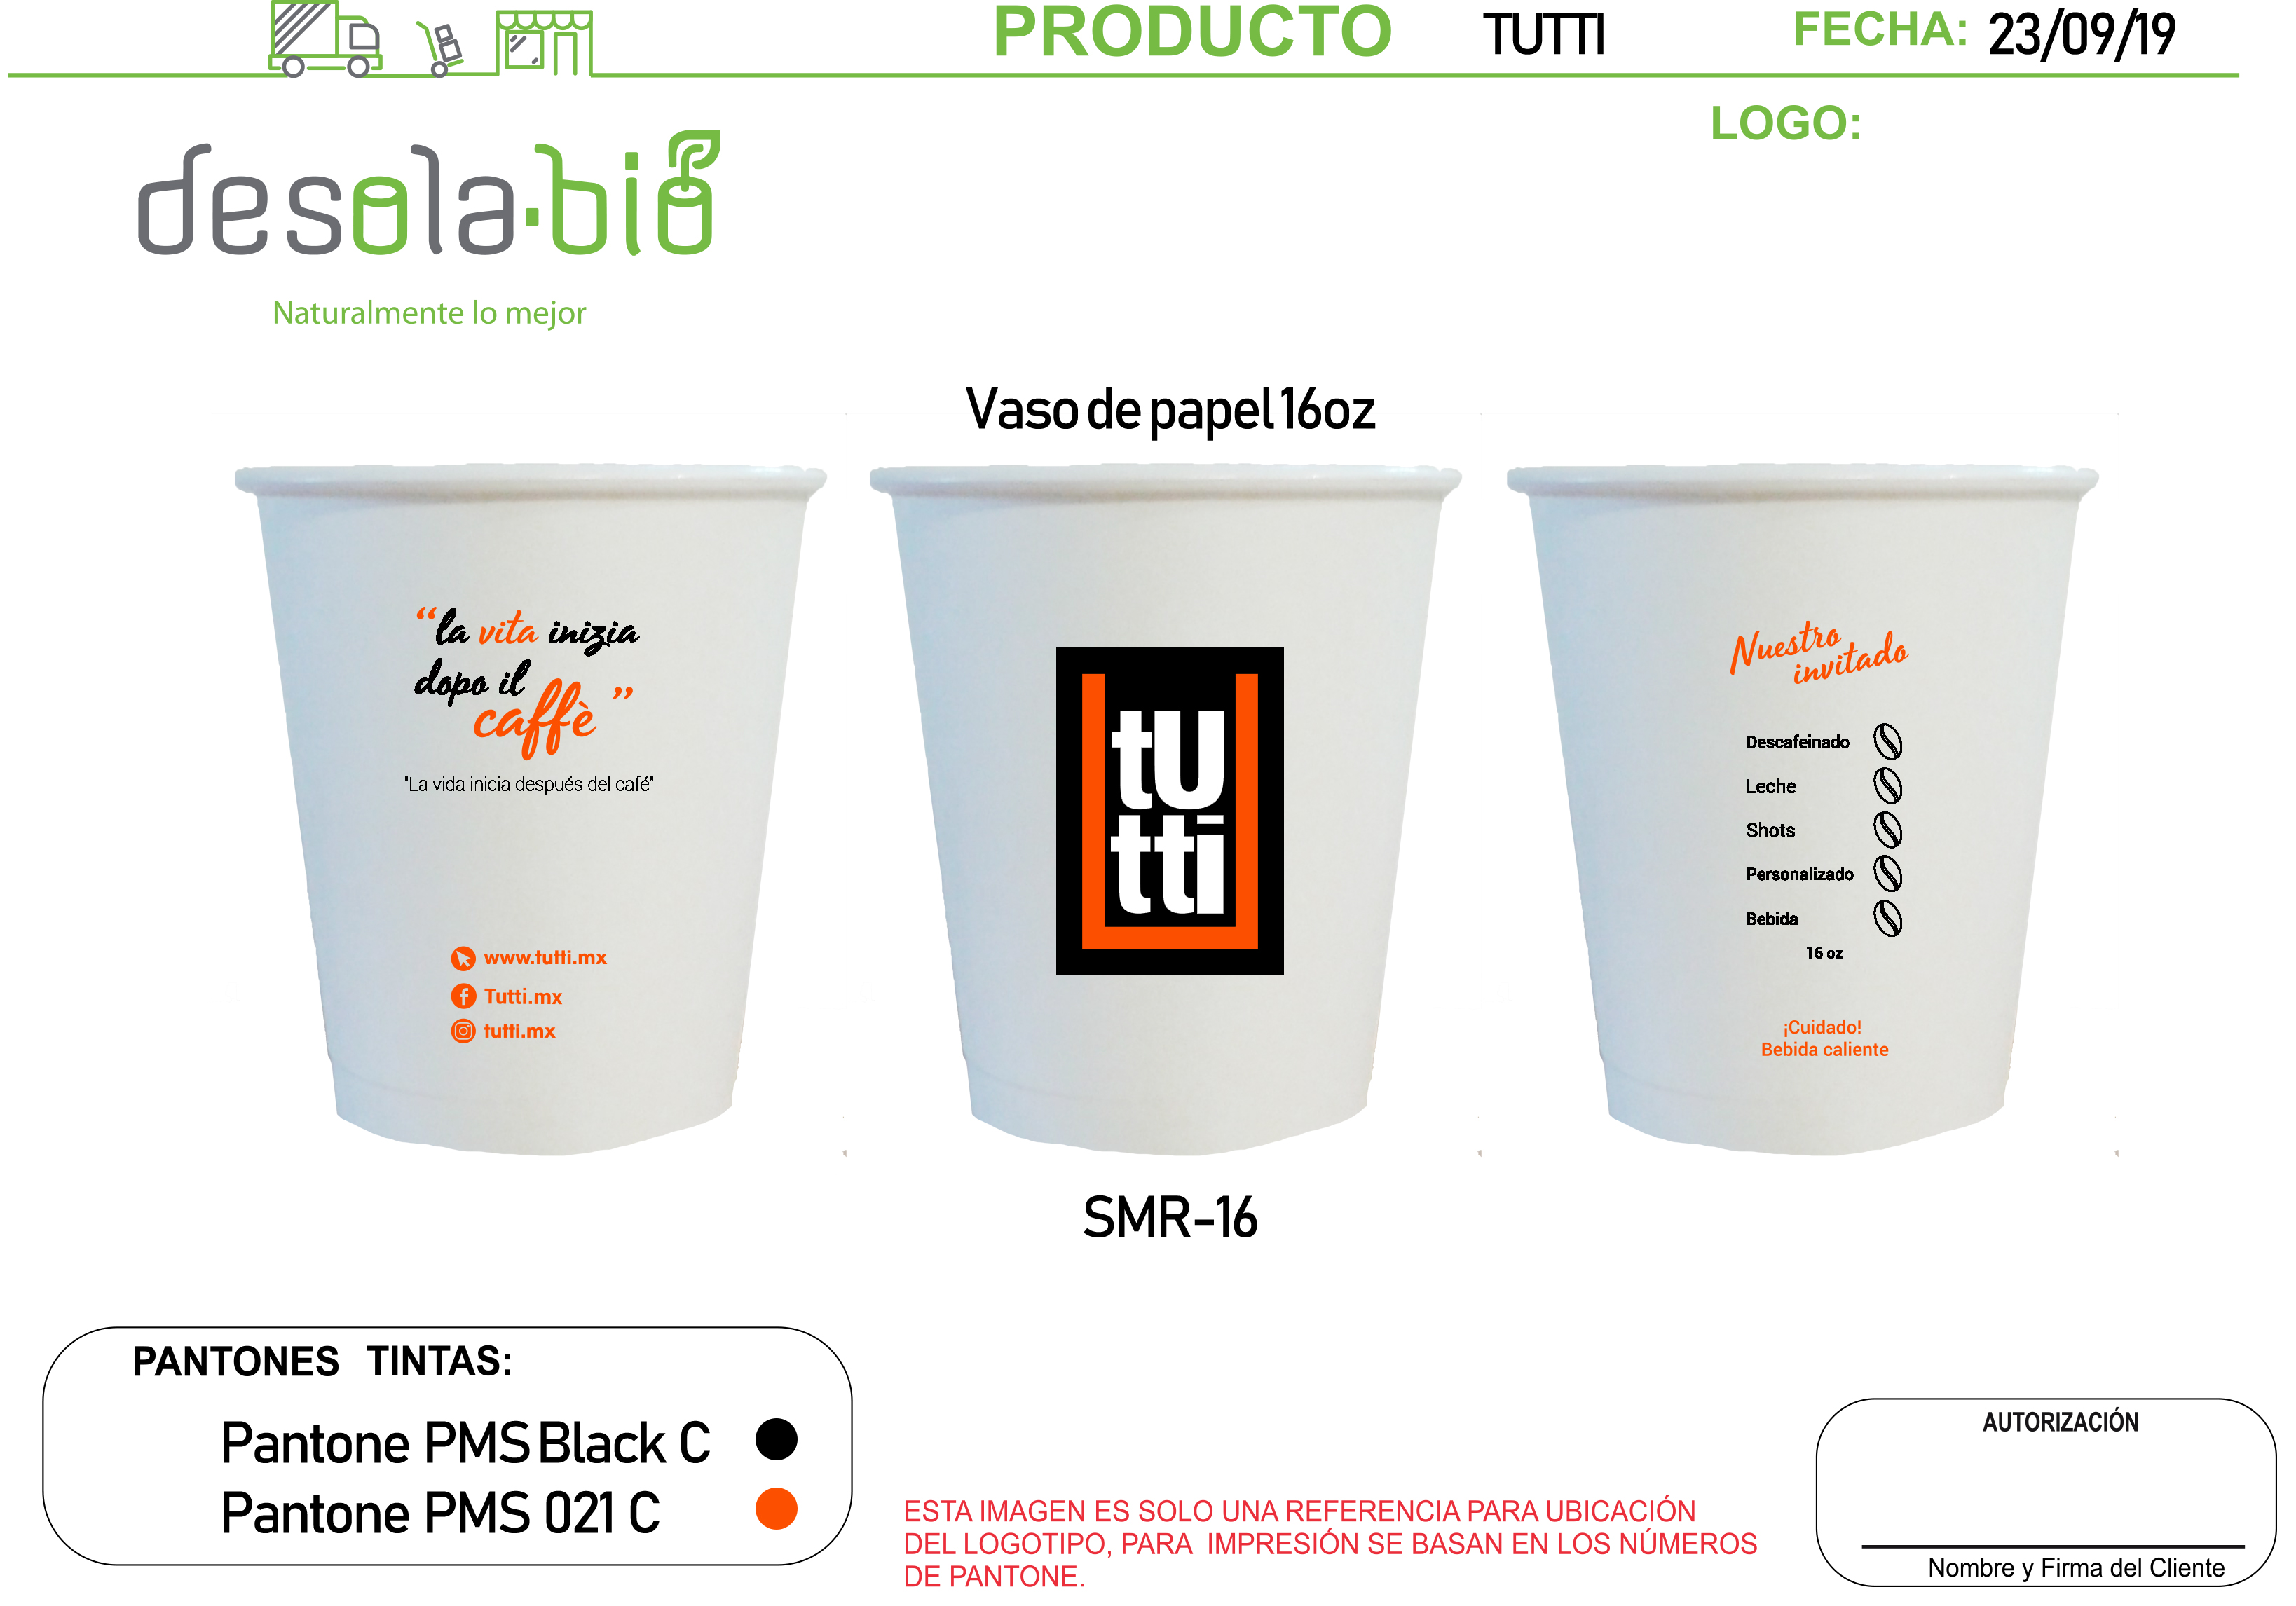 PRODUCTO TUTTI FECHA: 23/09/19
LOGO:
desola·bio
Naturalmente lo mejor
Vaso de papel 16oz
“la vita inizia
dopo il
caffè”
"La vida inicia después del café"
www.tutti.mx
Tutti.mx
tutti.mx
tu
tti
Nuestro
invitado
Descafeinado
Leche
Shots
Personalizado
Bebida
16 oz
¡Cuidado!
Bebida caliente
SMR-16
PANTONES TINTAS:
Pantone PMS Black C
Pantone PMS 021 C
ESTA IMAGEN ES SOLO UNA REFERENCIA PARA UBICACIÓN
DEL LOGOTIPO, PARA IMPRESIÓN SE BASAN EN LOS NÚMEROS
DE PANTONE.
AUTORIZACIÓN
Nombre y Firma del Cliente